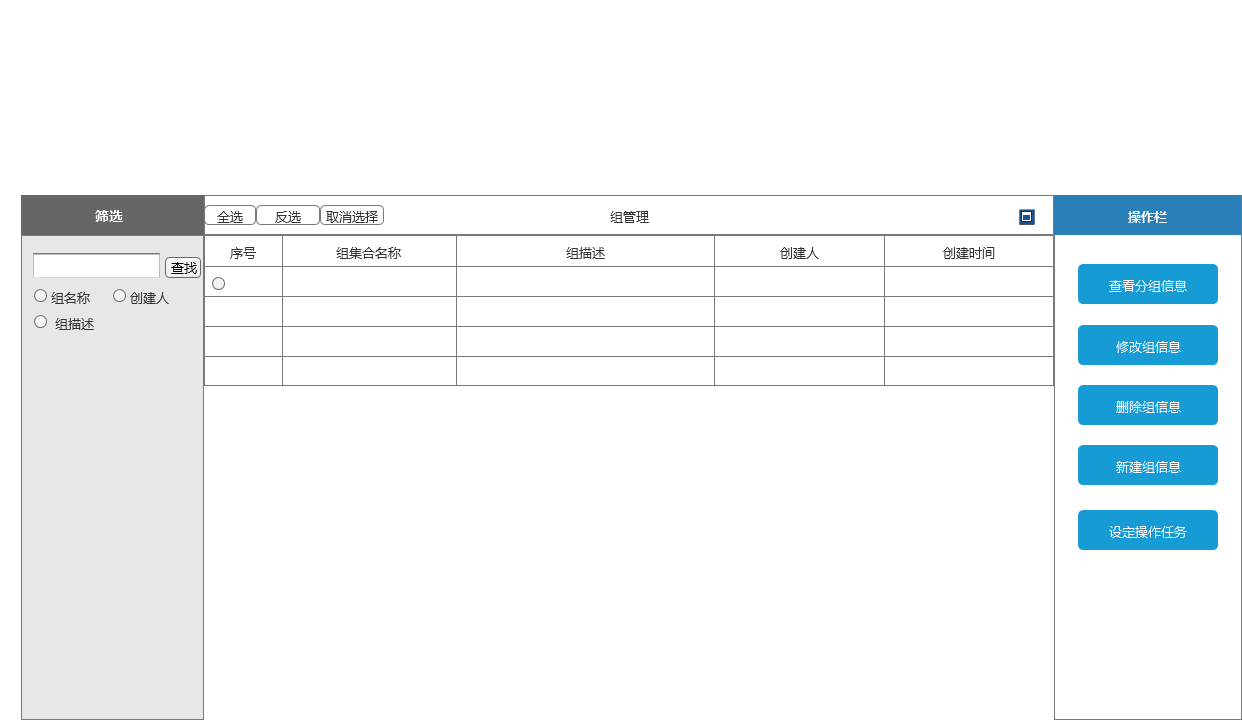 筛选
查找
组名称 创建人
组描述
全选 反选 取消选择 组管理
序号 组集合名称 组描述 创建人 创建时间
操作栏
查看分组信息
修改组信息
删除组信息
新建组信息
设定操作任务